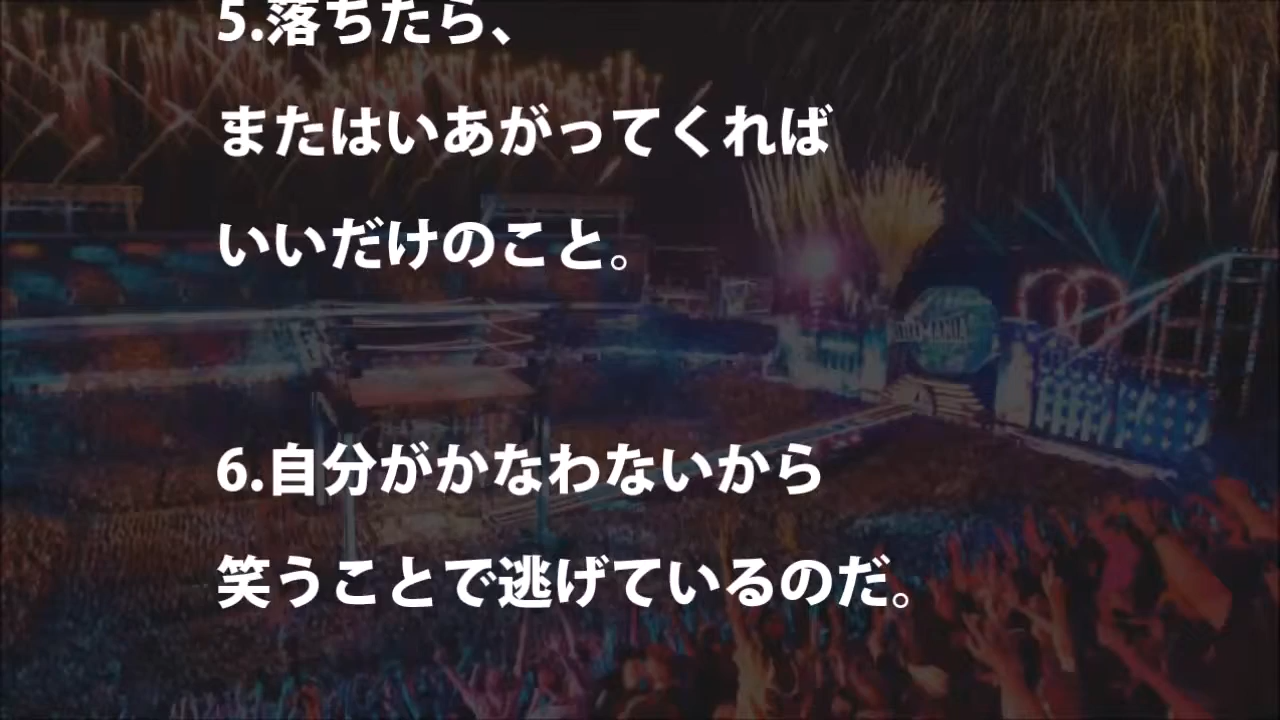 5.落ちたら、
またはいあがってくれば
いいだけのこと。
6.自分がかなわないから
笑うことで逃げているのだ。